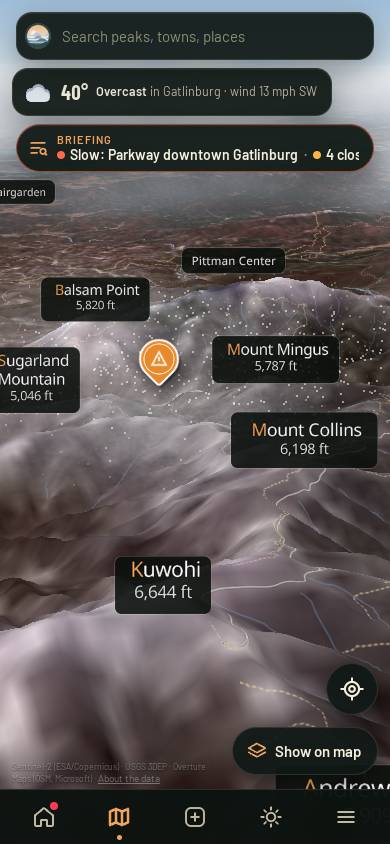 Search peaks, towns, places
40° Overcast in Gatlinburg · wind 13 mph SW
BRIEFING
Slow: Parkway downtown Gatlinburg · 4 clos
airgarden
Pittman Center
Balsam Point
5,820 ft
Mount Mingus
5,787 ft
Sugarland
Mountain
5,046 ft
Mount Collins
6,198 ft
Kuwohi
6,644 ft
Show on map
Sentinel-2 (ESA/Copernicus) · USGS 3DEP · Overture
Maps (OSM, Microsoft) · About the data
Andrew